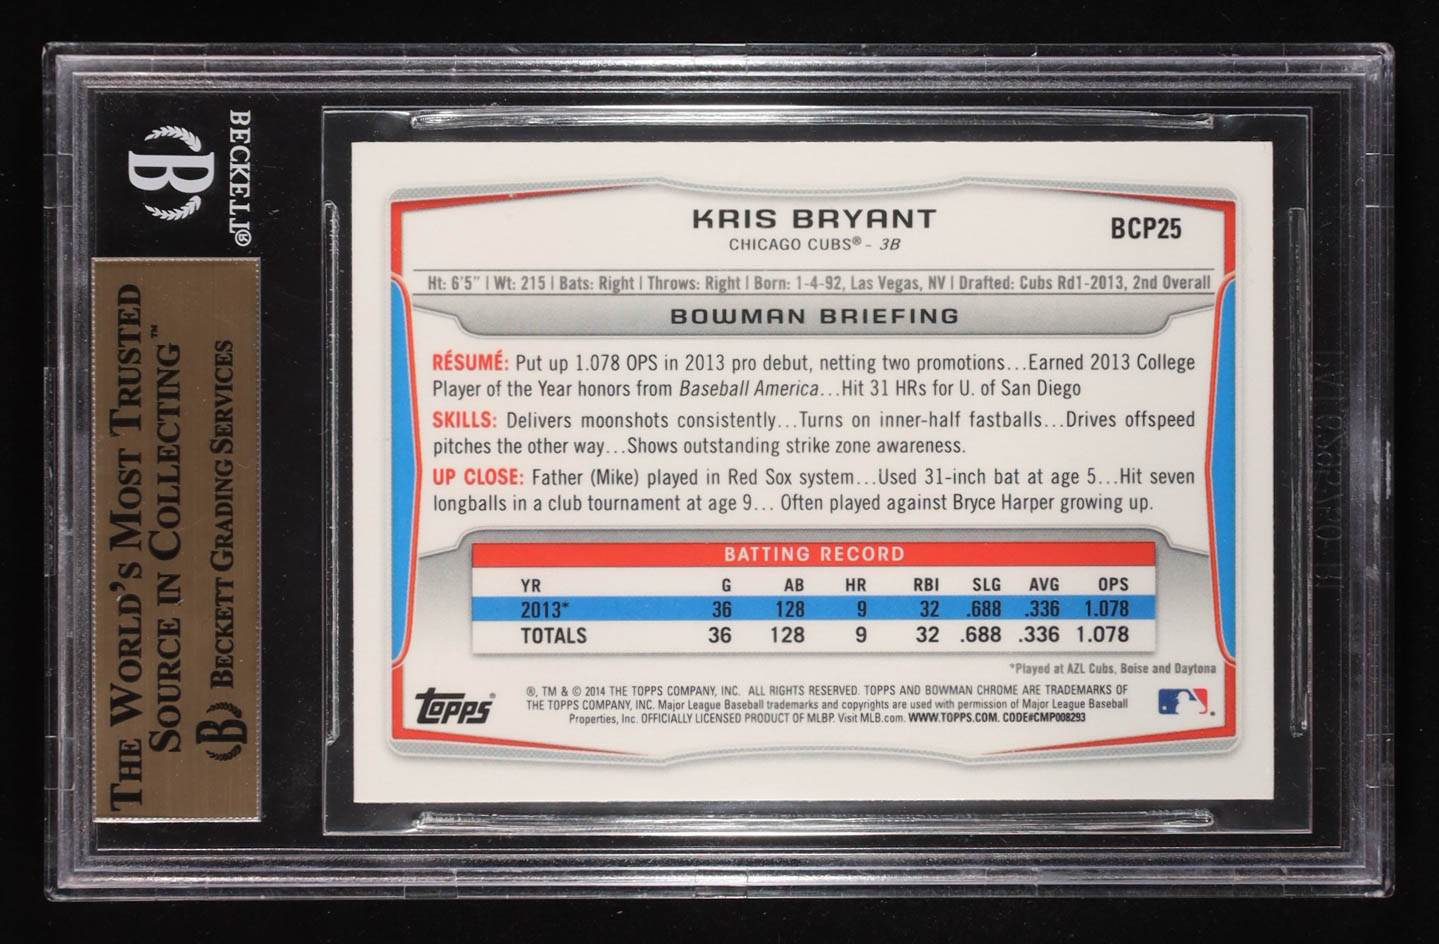 BECKETT®
B
THE WORLD'S MOST TRUSTED
SOURCE IN COLLECTING™
B BECKETT GRADING SERVICES
KRIS BRYANT
CHICAGO CUBS® - 3B
BCP25
Ht: 6'5" | Wt: 215 | Bats: Right | Throws: Right | Born: 1-4-92, Las Vegas, NV | Drafted: Cubs Rd1-2013, 2nd Overall
BOWMAN BRIEFING
RÉSUMÉ: Put up 1.078 OPS in 2013 pro debut, netting two promotions...Earned 2013 College
Player of the Year honors from Baseball America...Hit 31 HRs for U. of San Diego
SKILLS: Delivers moonshots consistently...Turns on inner-half fastballs...Drives offspeed
pitches the other way...Shows outstanding strike zone awareness.
UP CLOSE: Father (Mike) played in Red Sox system...Used 31-inch bat at age 5...Hit seven
longballs in a club tournament at age 9... Often played against Bryce Harper growing up.
BATTING RECORD
YR G AB HR RBI SLG AVG OPS
2013* 36 128 9 32 .688 .336 1.078
TOTALS 36 128 9 32 .688 .336 1.078
*Played at AZL Cubs, Boise and Daytona
Topps®
®, TM & © 2014 THE TOPPS COMPANY, INC. ALL RIGHTS RESERVED. TOPPS AND BOWMAN CHROME ARE TRADEMARKS OF
THE TOPPS COMPANY, INC. Major League Baseball trademarks and copyrights are used with permission of Major League Baseball
Properties, Inc. OFFICIALLY LICENSED PRODUCT OF MLBP. Visit MLB.com. WWW.TOPPS.COM. CODE#CMP008293